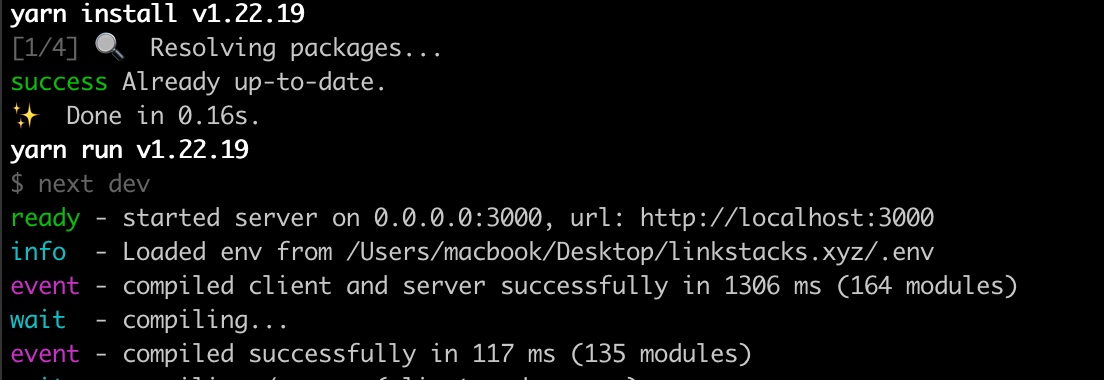 yarn install v1.22.19
[1/4] 🔍 Resolving packages...
success Already up-to-date.
✨ Done in 0.16s.
yarn run v1.22.19
$ next dev
ready - started server on 0.0.0.0:3000, url: http://localhost:3000
info - Loaded env from /Users/macbook/Desktop/linkstacks.xyz/.env
event - compiled client and server successfully in 1306 ms (164 modules)
wait - compiling...
event - compiled successfully in 117 ms (135 modules)